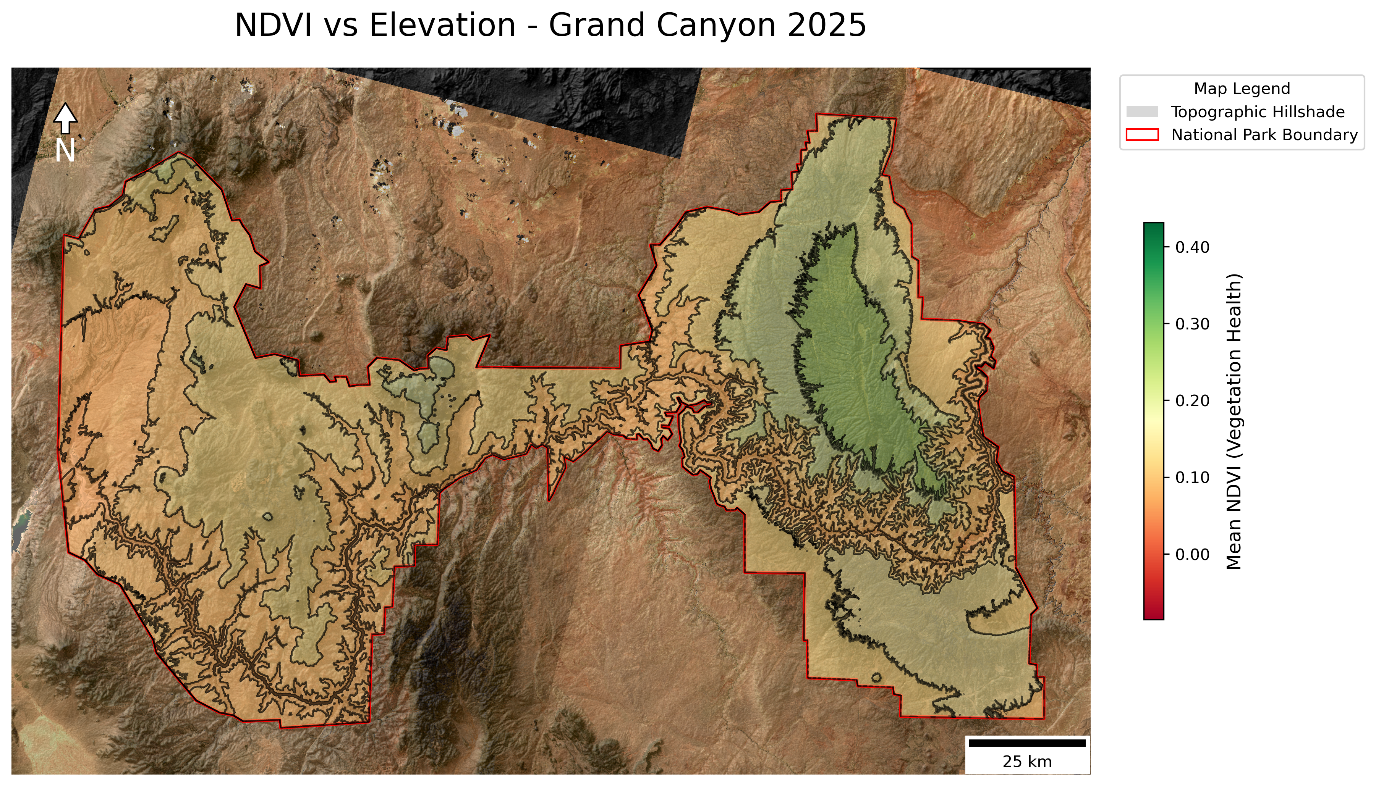 NDVI vs Elevation - Grand Canyon 2025
N
Map Legend
Topographic Hillshade
National Park Boundary
0.40
0.30
0.20
0.10
0.00
Mean NDVI (Vegetation Health)
25 km